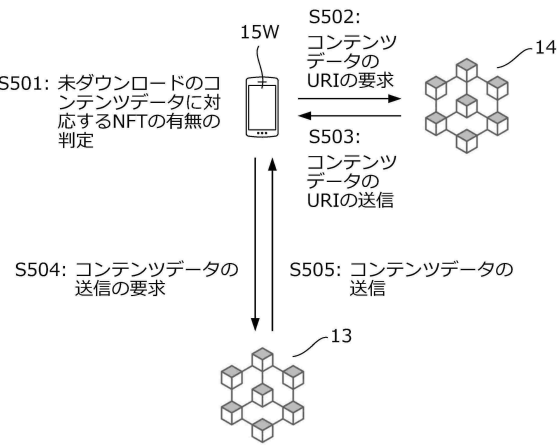 S502:
コンテンツ
データの
URIの要求
15W
14
S501: 未ダウンロードのコ
ンテンツデータに対
応するNFTの有無の
判定
S503:
コンテンツ
データの
URIの送信
S504: コンテンツデータの
送信の要求
S505: コンテンツデータの
送信
13